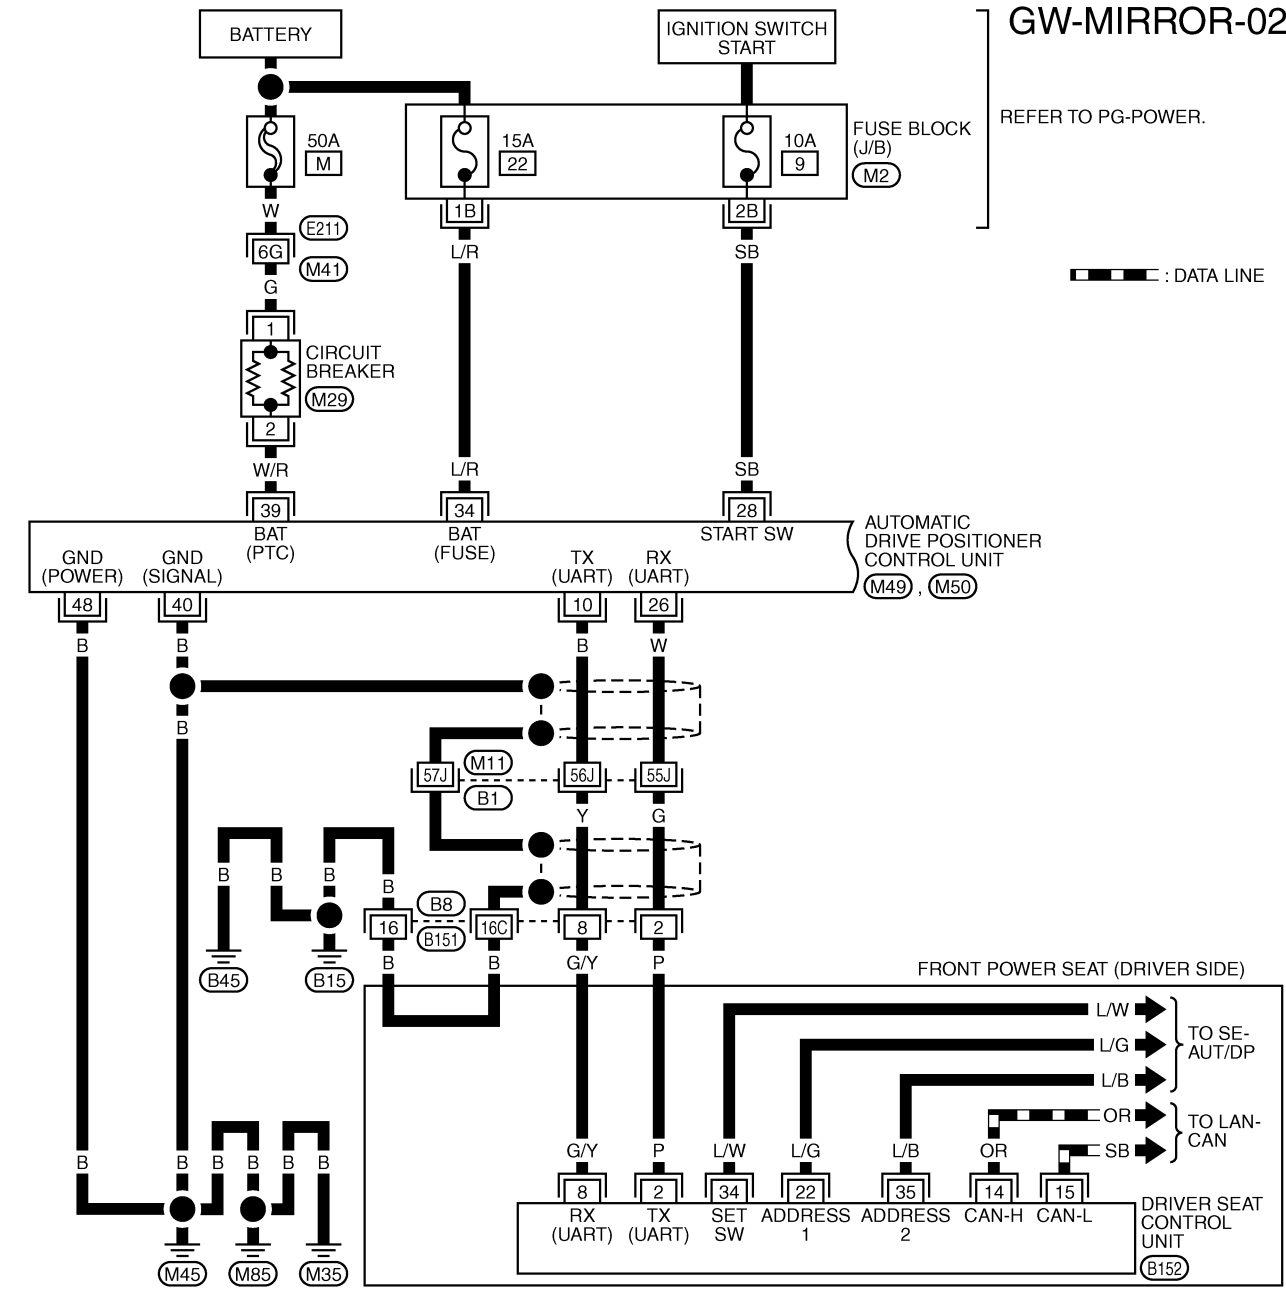 GW-MIRROR-02
BATTERY
IGNITION SWITCH
START
REFER TO PG-POWER.
50A
M
15A
22
10A
9
FUSE BLOCK
(J/B)
M2
W
1B
2B
E211
6G
L/R
SB
M41
G
: DATA LINE
1
CIRCUIT
BREAKER
M29
2
W/R
L/R
SB
39
34
28
BAT
(PTC)
BAT
(FUSE)
START SW
AUTOMATIC
DRIVE POSITIONER
CONTROL UNIT
M49 , M50
GND
(POWER)
GND
(SIGNAL)
TX
(UART)
RX
(UART)
48
40
10
26
B
B
B
W
B
57J
M11
B1
56J
55J
Y
G
B
B
B
B
B8
B151
16
16C
8
2
B
B
G/Y
P
B45
B15
FRONT POWER SEAT (DRIVER SIDE)
L/W
L/G
L/B
TO SE-
AUT/DP
OR
SB
TO LAN-
CAN
G/Y
P
L/W
L/G
L/B
OR
B
B
B
B
B
B
8
2
34
22
35
14
15
RX
(UART)
TX
(UART)
SET
SW
ADDRESS
1
ADDRESS
2
CAN-H
CAN-L
DRIVER SEAT
CONTROL
UNIT
B152
M45
M85
M35